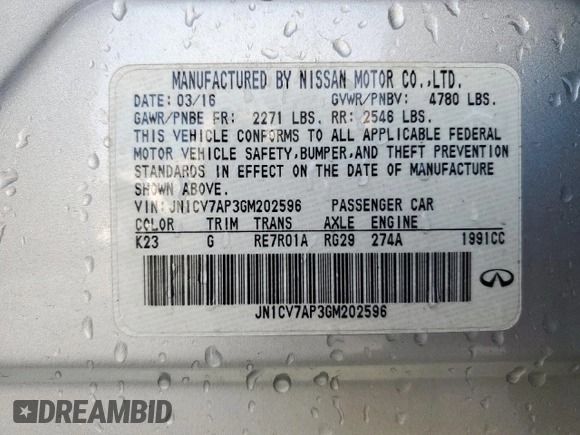 MANUFACTURED BY NISSAN MOTOR CO.,LTD.
DATE: 03/16 GVWR/PNBV: 4780 LBS.
GAWR/PNBE FR: 2271 LBS. RR: 2546 LBS.
THIS VEHICLE CONFORMS TO ALL APPLICABLE FEDERAL
MOTOR VEHICLE SAFETY,BUMPER,AND THEFT PREVENTION
STANDARDS IN EFFECT ON THE DATE OF MANUFACTURE
SHOWN ABOVE.
VIN:JN1CV7AP3GM202596 PASSENGER CAR
COLOR TRIM TRANS AXLE ENGINE
K23 G RE7R01A RG29 274A 1991CC
JN1CV7AP3GM202596
DREAMBID